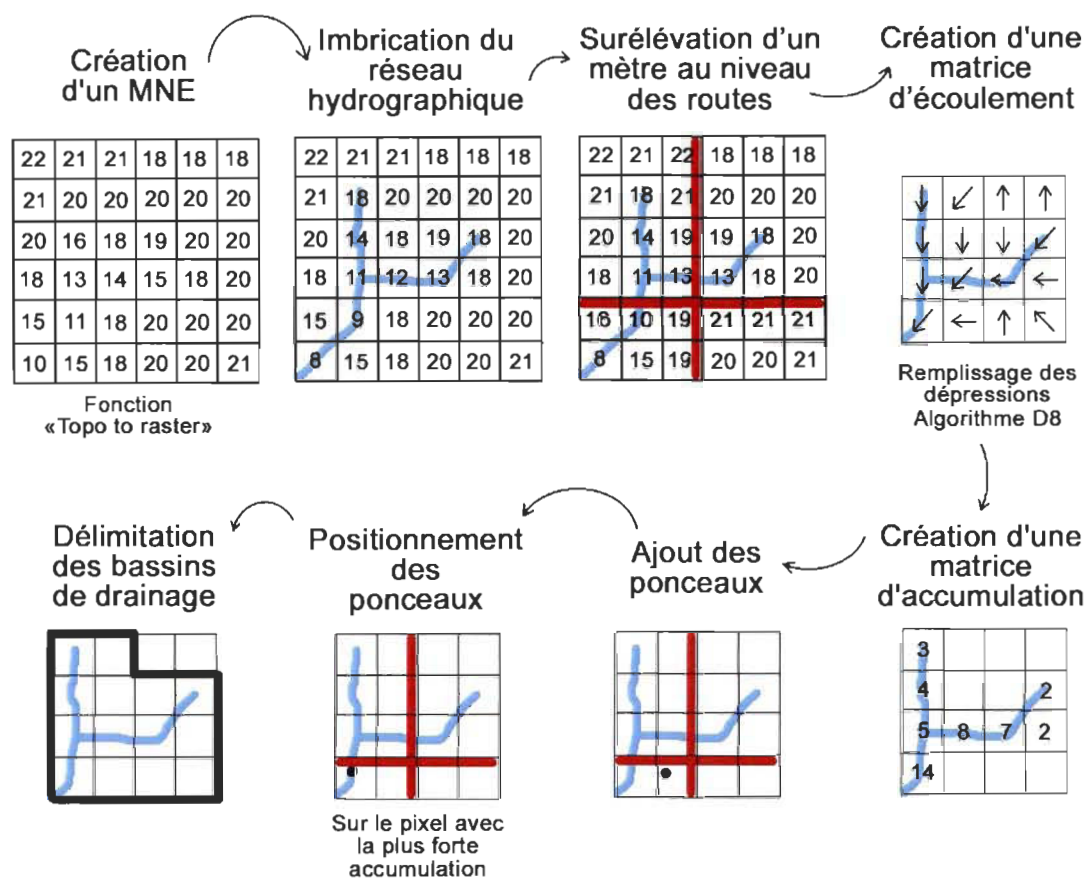 Création
d'un MNE
22 21 21 18 18 18
21 20 20 20 20 20
20 16 18 19 20 20
18 13 14 15 18 20
15 11 18 20 20 20
10 15 18 20 20 21
Fonction
«Topo to raster»
Imbrication du
réseau
hydrographique
22 21 21 18 18 18
21 18 20 20 20 20
20 14 18 19 18 20
18 11 12 13 18 20
15 9 18 20 20 20
8 15 18 20 20 21
Surélévation d'un
mètre au niveau
des routes
22 21 22 18 18 18
21 18 21 20 20 20
20 14 19 19 18 20
18 11 13 13 18 20
16 10 19 21 21 21
8 15 19 20 20 21
Création d'une
matrice
d'écoulement
Remplissage des
dépressions
Algorithme D8
Création d'une
matrice
d'accumulation
3
4 2
5 8 7 2
14
Ajout des
ponceaux
Positionnement
des
ponceaux
Sur le pixel avec
la plus forte
accumulation
Délimitation
des bassins
de drainage